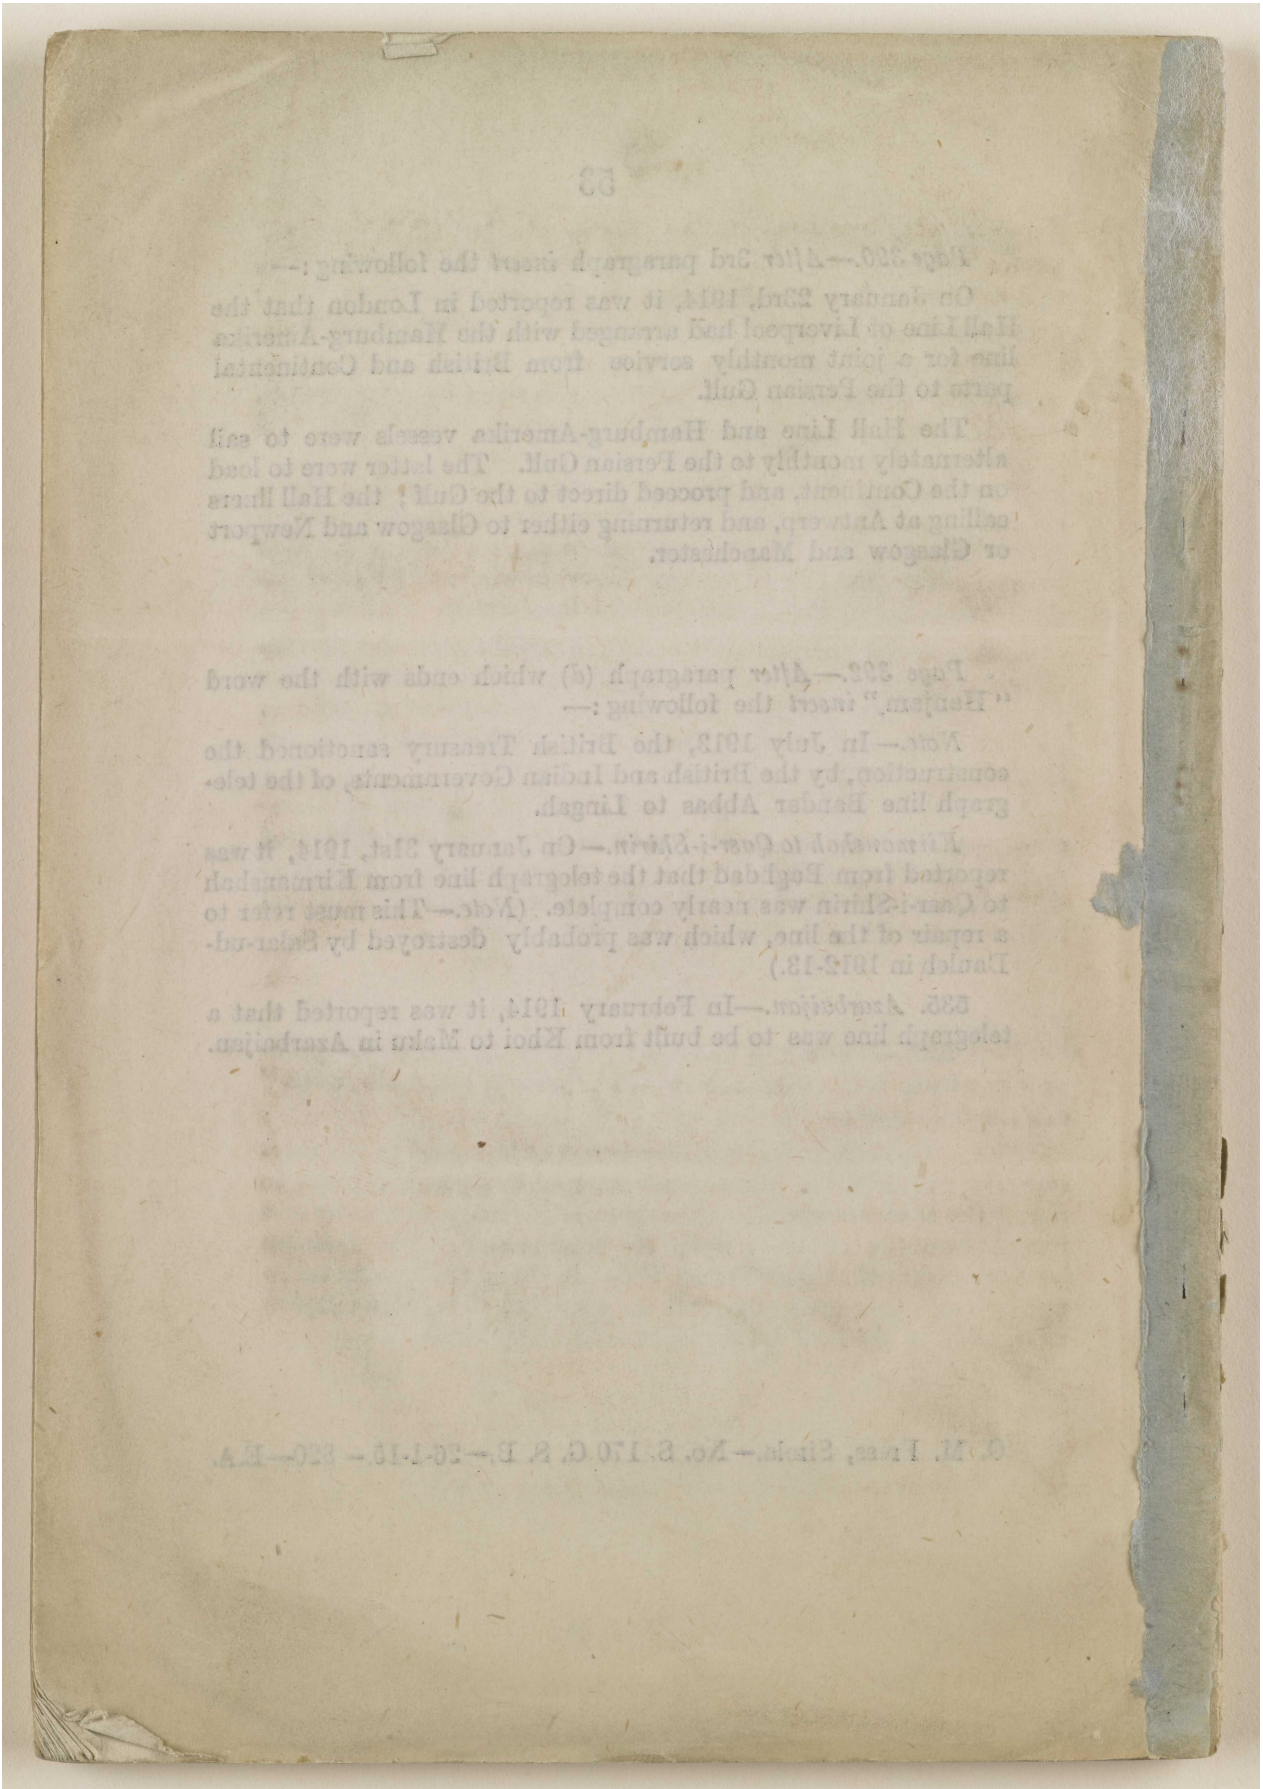 53
Page 390.—After 3rd paragraph insert the following:—
On January 23rd, 1914, it was reported in London that the
Hall Line of Liverpool had arranged with the Hamburg-Amerika
line for a joint monthly service from British and Continental
ports to the Persian Gulf.
The Hall Line and Hamburg-Amerika vessels were to sail
alternately monthly to the Persian Gulf. The latter were to load
on the Continent, and proceed direct to the Gulf; the Hall liners
calling at Antwerp, and returning either to Glasgow and Newport
or Glasgow and Manchester.
Page 392.—After paragraph (d) which ends with the word
"Henjam," insert the following:—
Note.—In July 1913, the British Treasury sanctioned the
construction, by the British and Indian Governments, of the tele-
graph line Bandar Abbas to Lingah.
Kirmanshah to Qasr-i-Shirin.—On January 31st, 1914, it was
reported from Baghdad that the telegraph line from Kirmanshah
to Qasr-i-Shirin was nearly complete. (Note.—This must refer to
a repair of the line, which was probably destroyed by Salar-ud-
Dauleh in 1912-13.)
535. Azarbaijan.—In February 1914, it was reported that a
telegraph line was to be built from Khoi to Maku in Azarbaijan.
G. M. Press, Simla.—No. S. 170 G. S. B.—26-1-15.—820—E.A.